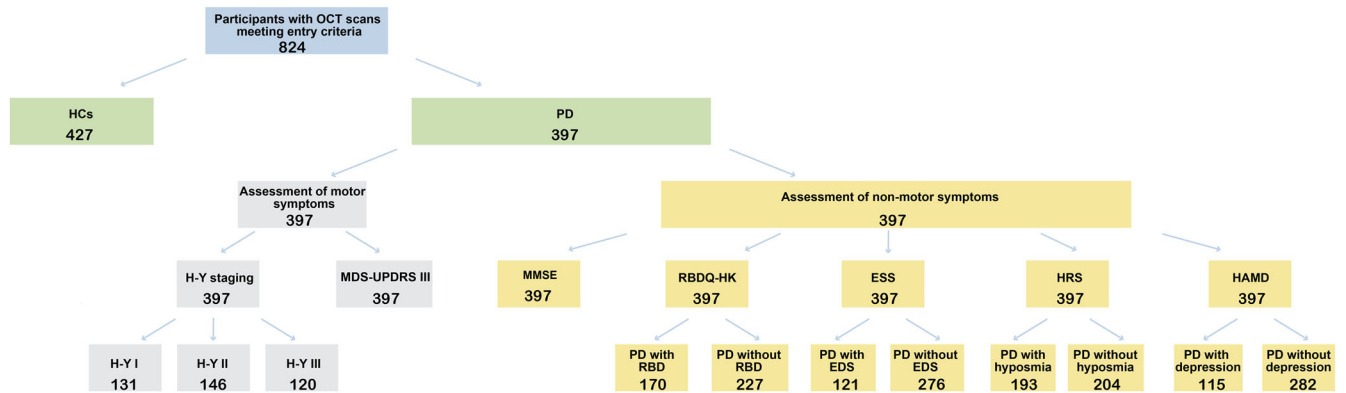 Participants with OCT scans
meeting entry criteria
824
HCs
427
PD
397
Assessment of motor
symptoms
397
Assessment of non-motor symptoms
397
H-Y staging
397
MDS-UPDRS III
397
MMSE
397
RBDQ-HK
397
ESS
397
HRS
397
HAMD
397
H-Y I
131
H-Y II
146
H-Y III
120
PD with
RBD
170
PD without
RBD
227
PD with
EDS
121
PD without
EDS
276
PD with
hyposmia
193
PD without
hyposmia
204
PD with
depression
115
PD without
depression
282